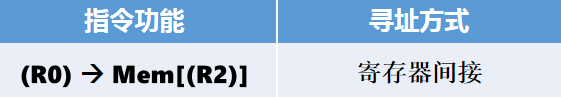 指令功能 寻址方式
(R0) → Mem[(R2)] 寄存器间接